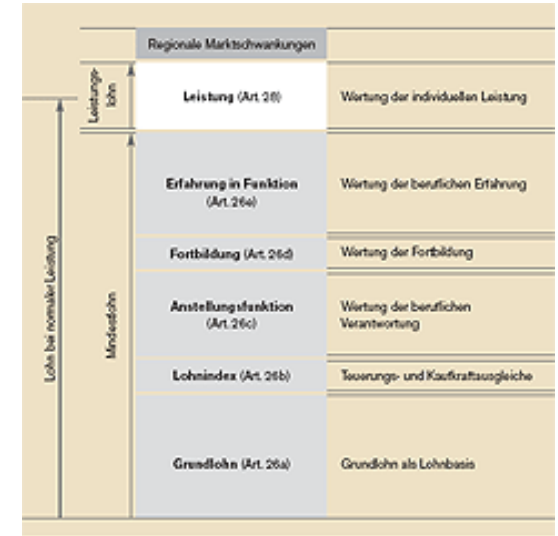 Regionale Marktschwankungen
Leistungs-
lohn
Leistung (Art. 28)
Wertung der individuellen Leistung
Erfahrung in Funktion
(Art. 26e)
Wertung der beruflichen Erfahrung
Fortbildung (Art. 26d)
Wertung der Fortbildung
Anstellungsfunktion
(Art. 26c)
Wertung der beruflichen
Verantwortung
Lohnindex (Art. 26b)
Teuerungs- und Kaufkraftausgleiche
Grundlohn (Art. 26a)
Grundlohn als Lohnbasis
Mindestlohn
Lohn bei normaler Leistung